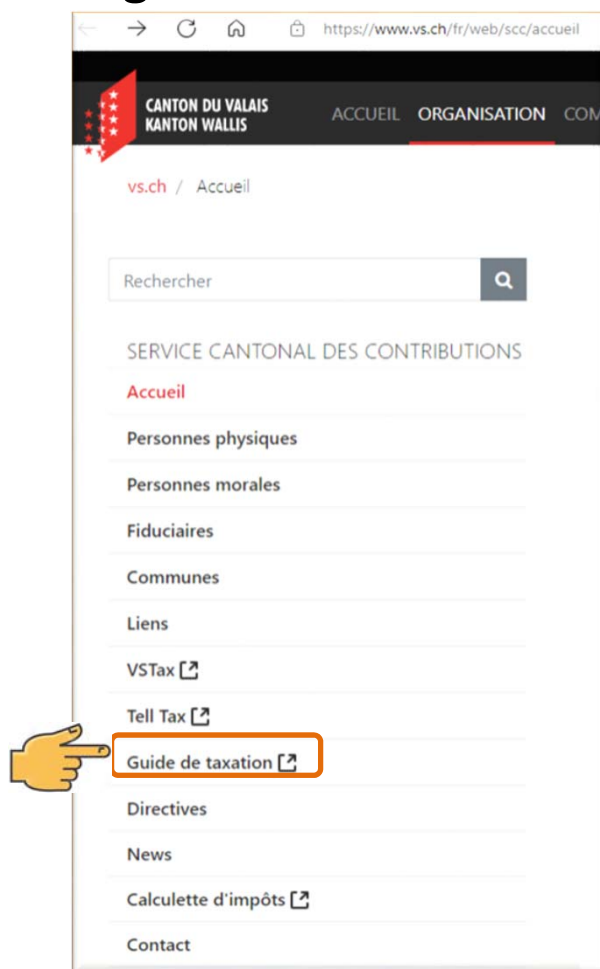 https://www.vs.ch/fr/web/scc/accueil
CANTON DU VALAIS
KANTON WALLIS
ACCUEIL ORGANISATION COM
vs.ch / Accueil
Rechercher
SERVICE CANTONAL DES CONTRIBUTIONS
Accueil
Personnes physiques
Personnes morales
Fiduciaires
Communes
Liens
VSTax
Tell Tax
Guide de taxation
Directives
News
Calculette d'impôts
Contact